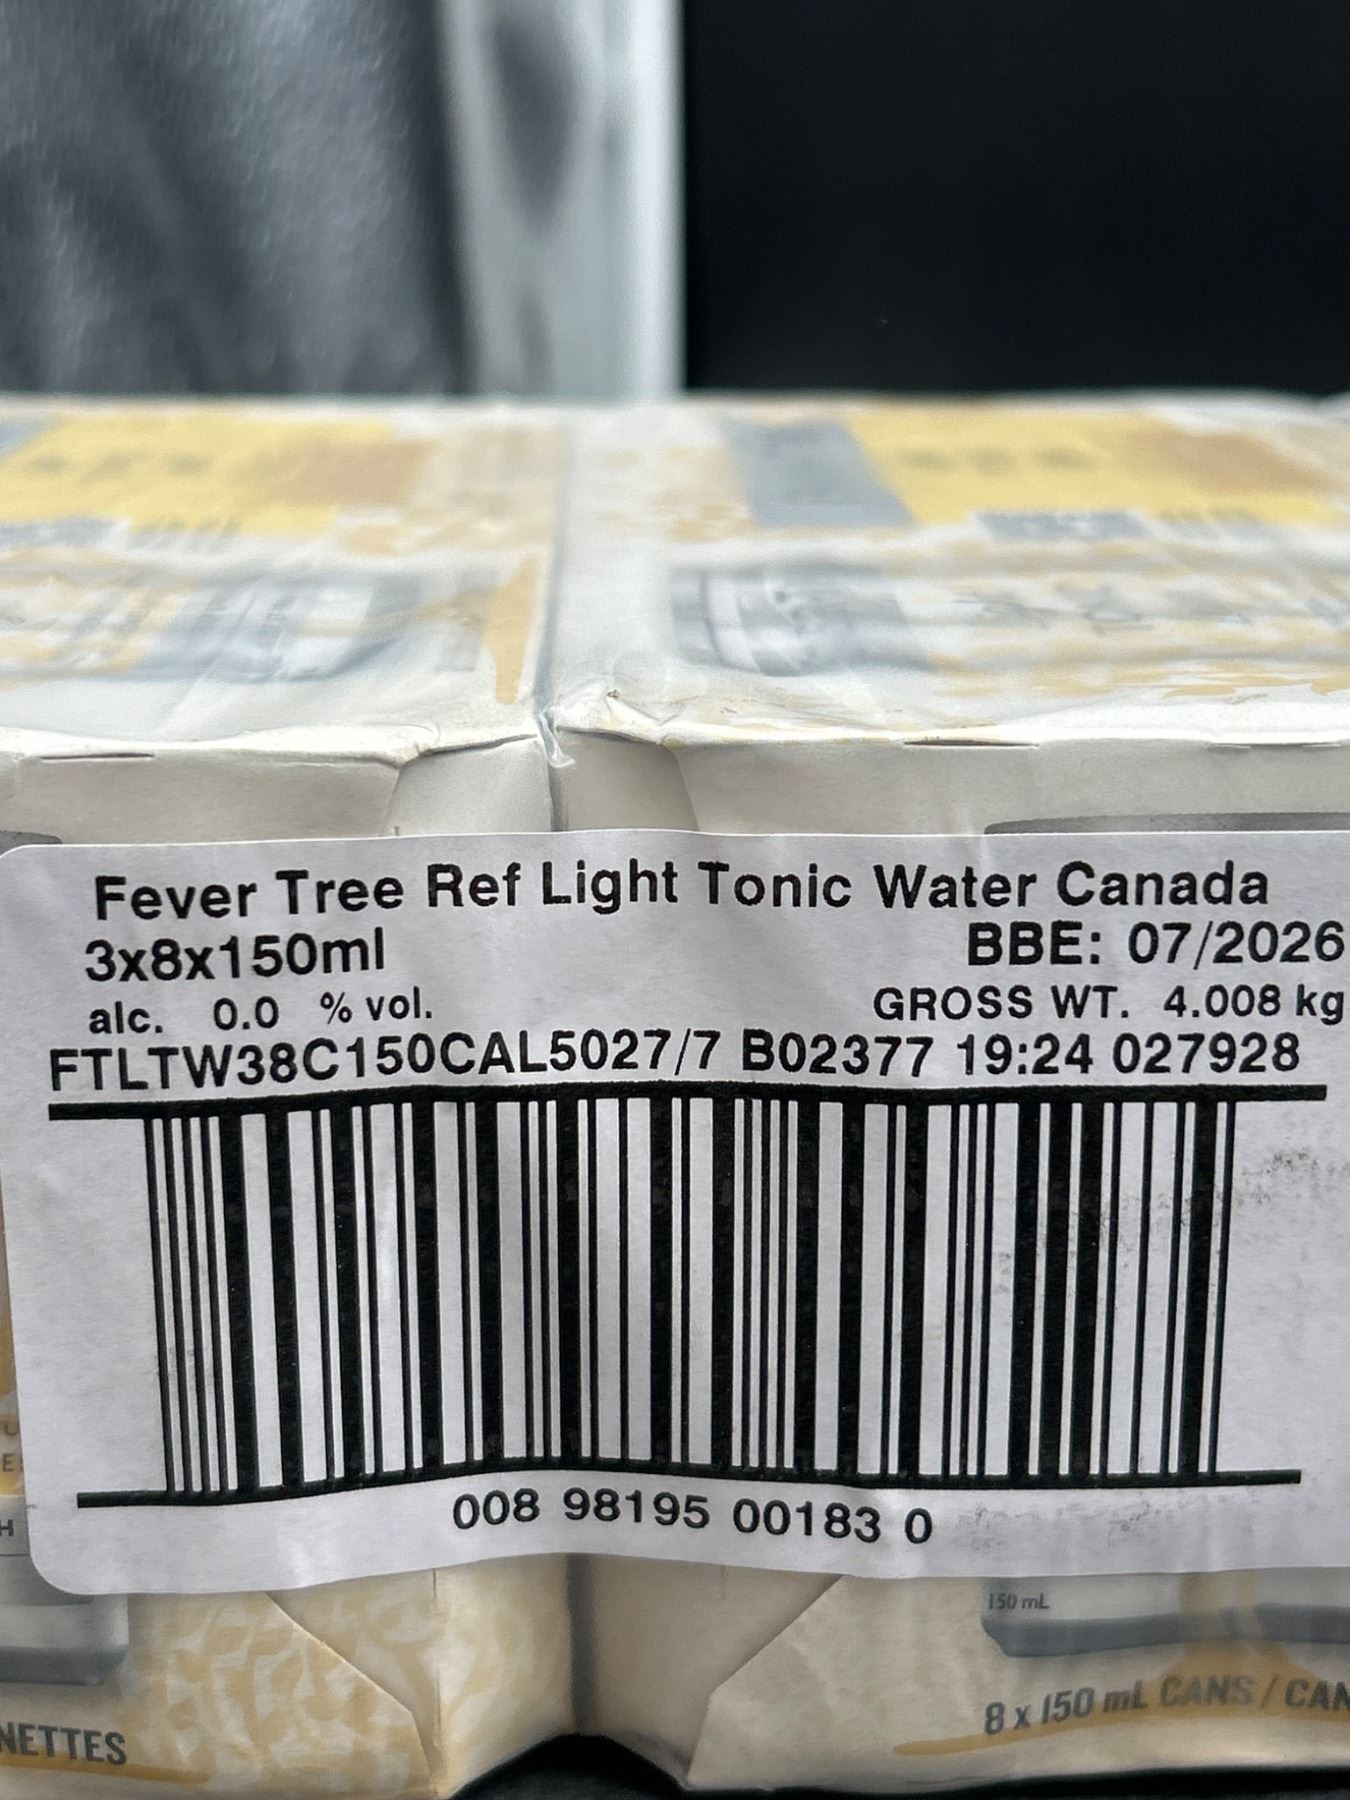 Fever Tree Ref Light Tonic Water Canada
3x8x150ml
BBE: 07/2026
alc. 0.0 % vol.
GROSS WT. 4.008 kg
FTLTW38C150CAL5027/7 B02377 19:24 027928
008 98195 00183 0
150 mL
8 x 150 mL CANS / CAN
NETTES